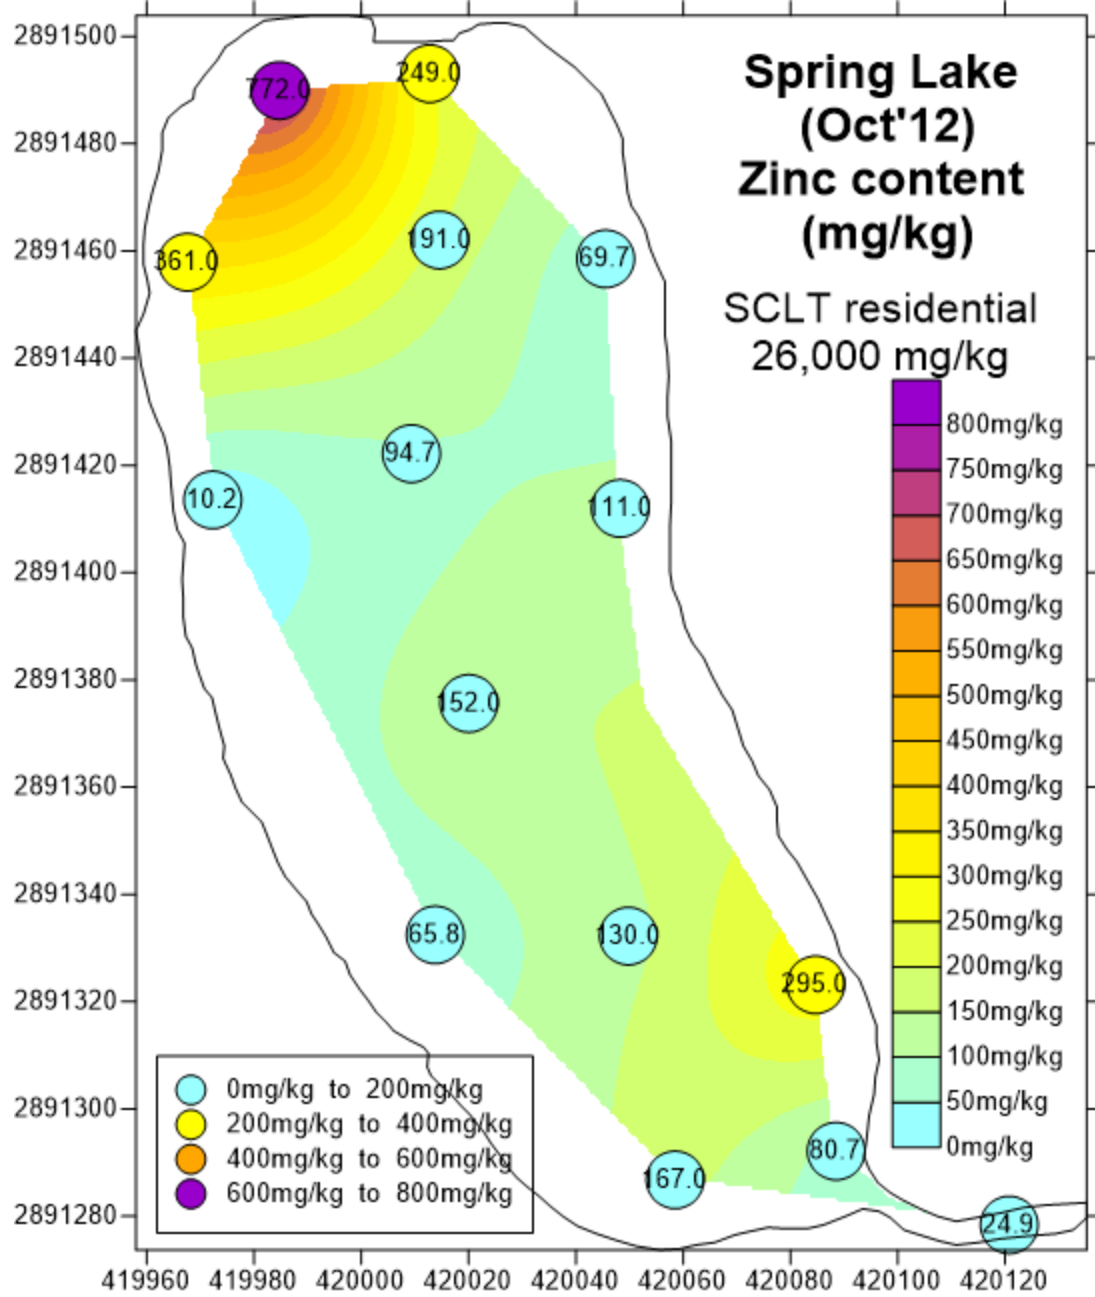 Spring Lake
(Oct'12)
Zinc content
(mg/kg)
SCLT residential
26,000 mg/kg
800mg/kg
750mg/kg
700mg/kg
650mg/kg
600mg/kg
550mg/kg
500mg/kg
450mg/kg
400mg/kg
350mg/kg
300mg/kg
250mg/kg
200mg/kg
150mg/kg
100mg/kg
50mg/kg
0mg/kg
2891500
2891480
2891460
2891440
2891420
2891400
2891380
2891360
2891340
2891320
2891300
2891280
772.0
249.0
191.0
69.7
361.0
94.7
10.2
111.0
152.0
65.8
130.0
295.0
80.7
167.0
24.9
0mg/kg to 200mg/kg
200mg/kg to 400mg/kg
400mg/kg to 600mg/kg
600mg/kg to 800mg/kg
419960 419980 420000 420020 420040 420060 420080 420100 420120